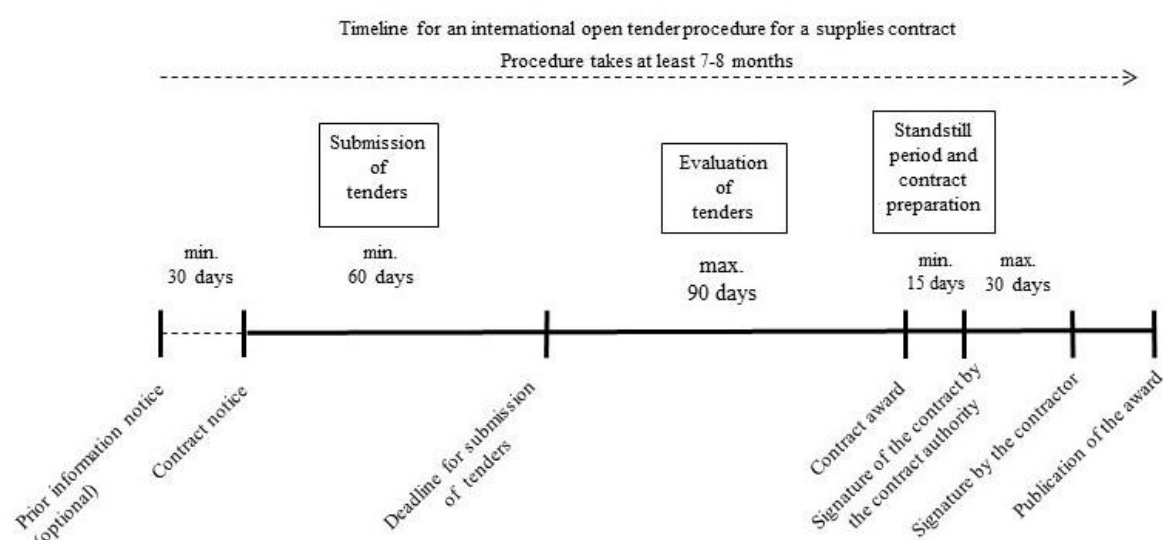 Timeline for an international open tender procedure for a supplies contract
Procedure takes at least 7-8 months
Submission
of
tenders
Evaluation
of
tenders
Standstill
period and
contract
preparation
min.
30 days
min.
60 days
max.
90 days
min.
15 days
max.
30 days
Prior information notice
(optional)
Contract notice
Deadline for submission
of tenders
Contract award
Signature of the contract by
the contract authority
Signature by the contractor
Publication of the award